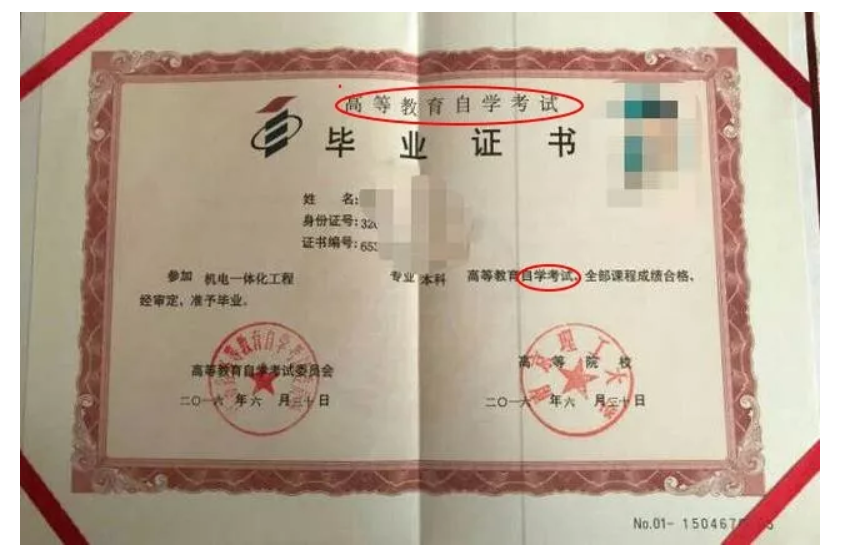 高等教育自学考试
毕业证书
姓 名:
身份证号: 320
证书编号: 653
参加 机电一体化工程 专业 本科 高等教育自学考试、全部课程成绩合格、
经审定，准予毕业。
高等教育自学考试委员会 高等院校
二〇一六年六月三十日 二〇一六年六月三十日
No.01- 150467